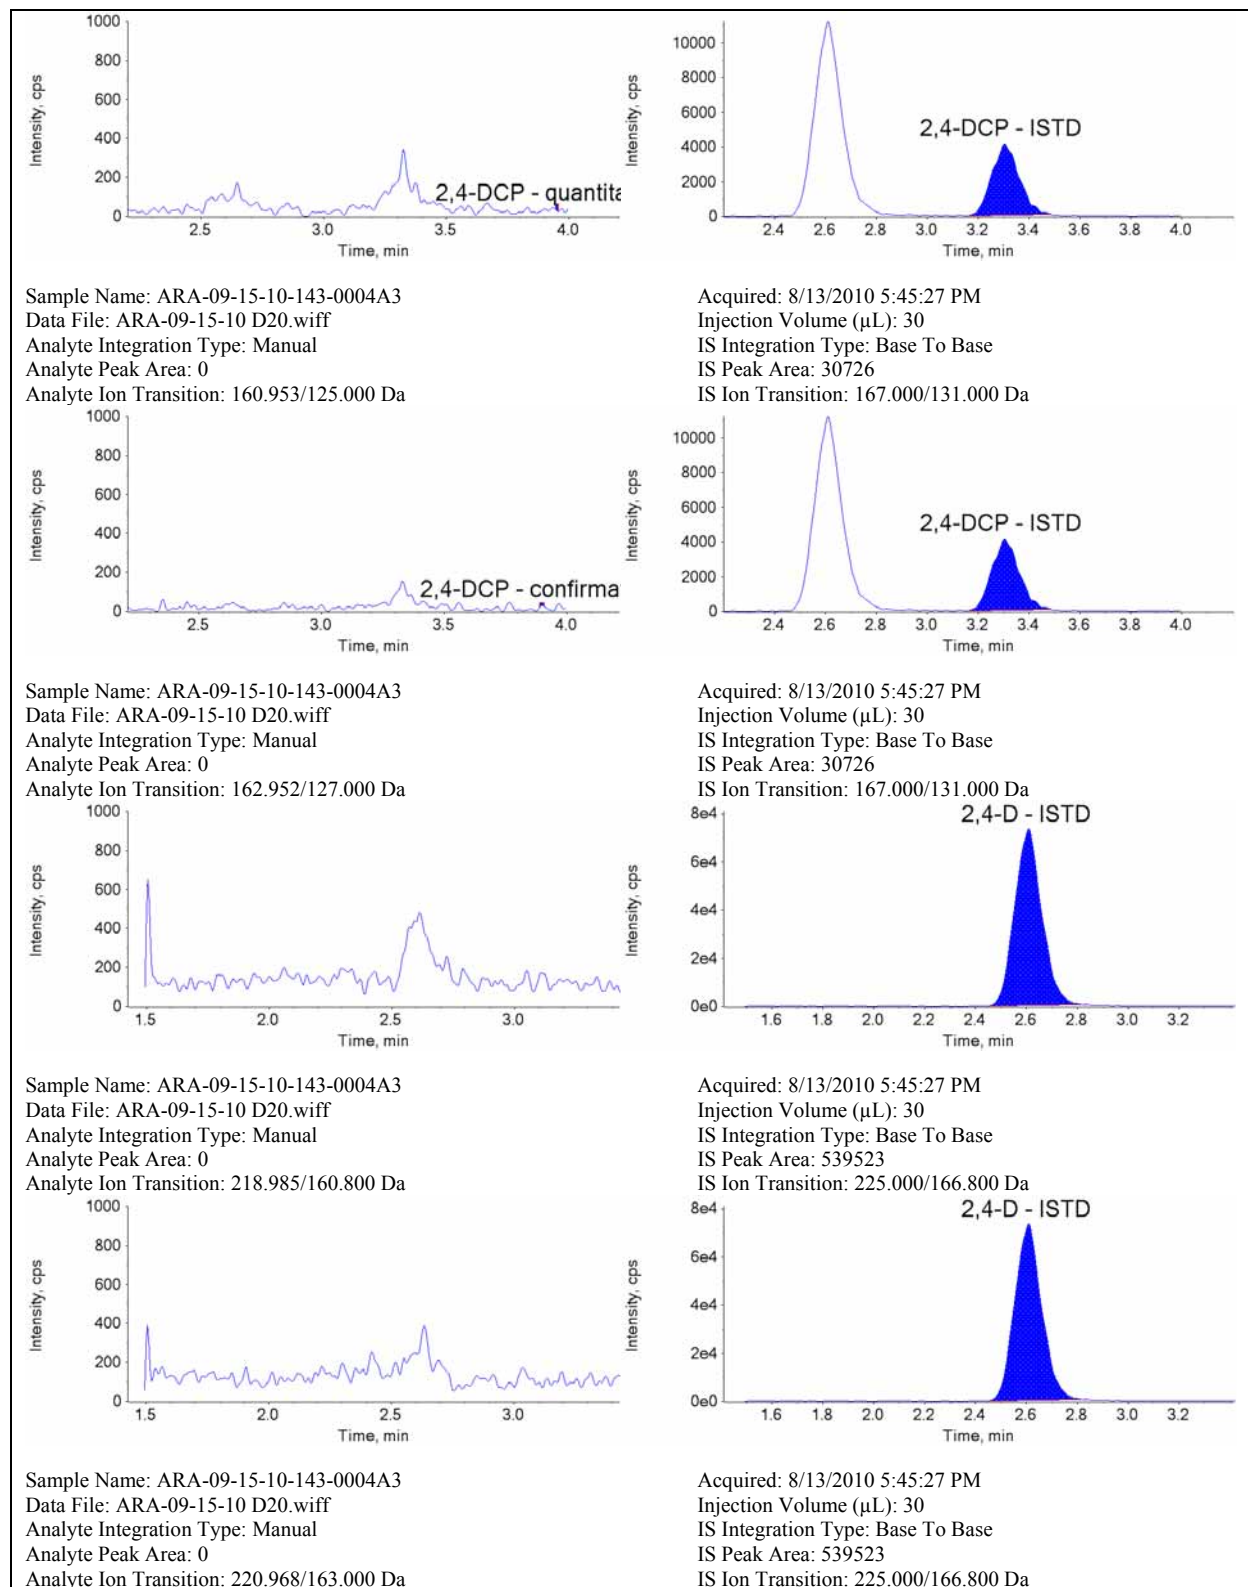 1000
800
600
400
200
0
Intensity, cps
2,4-DCP - quantita
2.5 3.0 3.5 4.0
Time, min
10000
8000
6000
4000
2000
0
Intensity, cps
2,4-DCP - ISTD
2.4 2.6 2.8 3.0 3.2 3.4 3.6 3.8 4.0
Time, min
Sample Name: ARA-09-15-10-143-0004A3
Data File: ARA-09-15-10 D20.wiff
Analyte Integration Type: Manual
Analyte Peak Area: 0
Analyte Ion Transition: 160.953/125.000 Da
Acquired: 8/13/2010 5:45:27 PM
Injection Volume (µL): 30
IS Integration Type: Base To Base
IS Peak Area: 30726
IS Ion Transition: 167.000/131.000 Da
1000
800
600
400
200
0
Intensity, cps
2,4-DCP - confirma
2.5 3.0 3.5 4.0
Time, min
10000
8000
6000
4000
2000
0
Intensity, cps
2,4-DCP - ISTD
2.4 2.6 2.8 3.0 3.2 3.4 3.6 3.8 4.0
Time, min
Sample Name: ARA-09-15-10-143-0004A3
Data File: ARA-09-15-10 D20.wiff
Analyte Integration Type: Manual
Analyte Peak Area: 0
Analyte Ion Transition: 162.952/127.000 Da
Acquired: 8/13/2010 5:45:27 PM
Injection Volume (µL): 30
IS Integration Type: Base To Base
IS Peak Area: 30726
IS Ion Transition: 167.000/131.000 Da
1000
800
600
400
200
0
Intensity, cps
1.5 2.0 2.5 3.0
Time, min
8e4
6e4
4e4
2e4
0e0
Intensity, cps
2,4-D - ISTD
1.6 1.8 2.0 2.2 2.4 2.6 2.8 3.0 3.2
Time, min
Sample Name: ARA-09-15-10-143-0004A3
Data File: ARA-09-15-10 D20.wiff
Analyte Integration Type: Manual
Analyte Peak Area: 0
Analyte Ion Transition: 218.985/160.800 Da
Acquired: 8/13/2010 5:45:27 PM
Injection Volume (µL): 30
IS Integration Type: Base To Base
IS Peak Area: 539523
IS Ion Transition: 225.000/166.800 Da
1000
800
600
400
200
0
Intensity, cps
1.5 2.0 2.5 3.0
Time, min
8e4
6e4
4e4
2e4
0e0
Intensity, cps
2,4-D - ISTD
1.6 1.8 2.0 2.2 2.4 2.6 2.8 3.0 3.2
Time, min
Sample Name: ARA-09-15-10-143-0004A3
Data File: ARA-09-15-10 D20.wiff
Analyte Integration Type: Manual
Analyte Peak Area: 0
Analyte Ion Transition: 220.968/163.000 Da
Acquired: 8/13/2010 5:45:27 PM
Injection Volume (µL): 30
IS Integration Type: Base To Base
IS Peak Area: 539523
IS Ion Transition: 225.000/166.800 Da